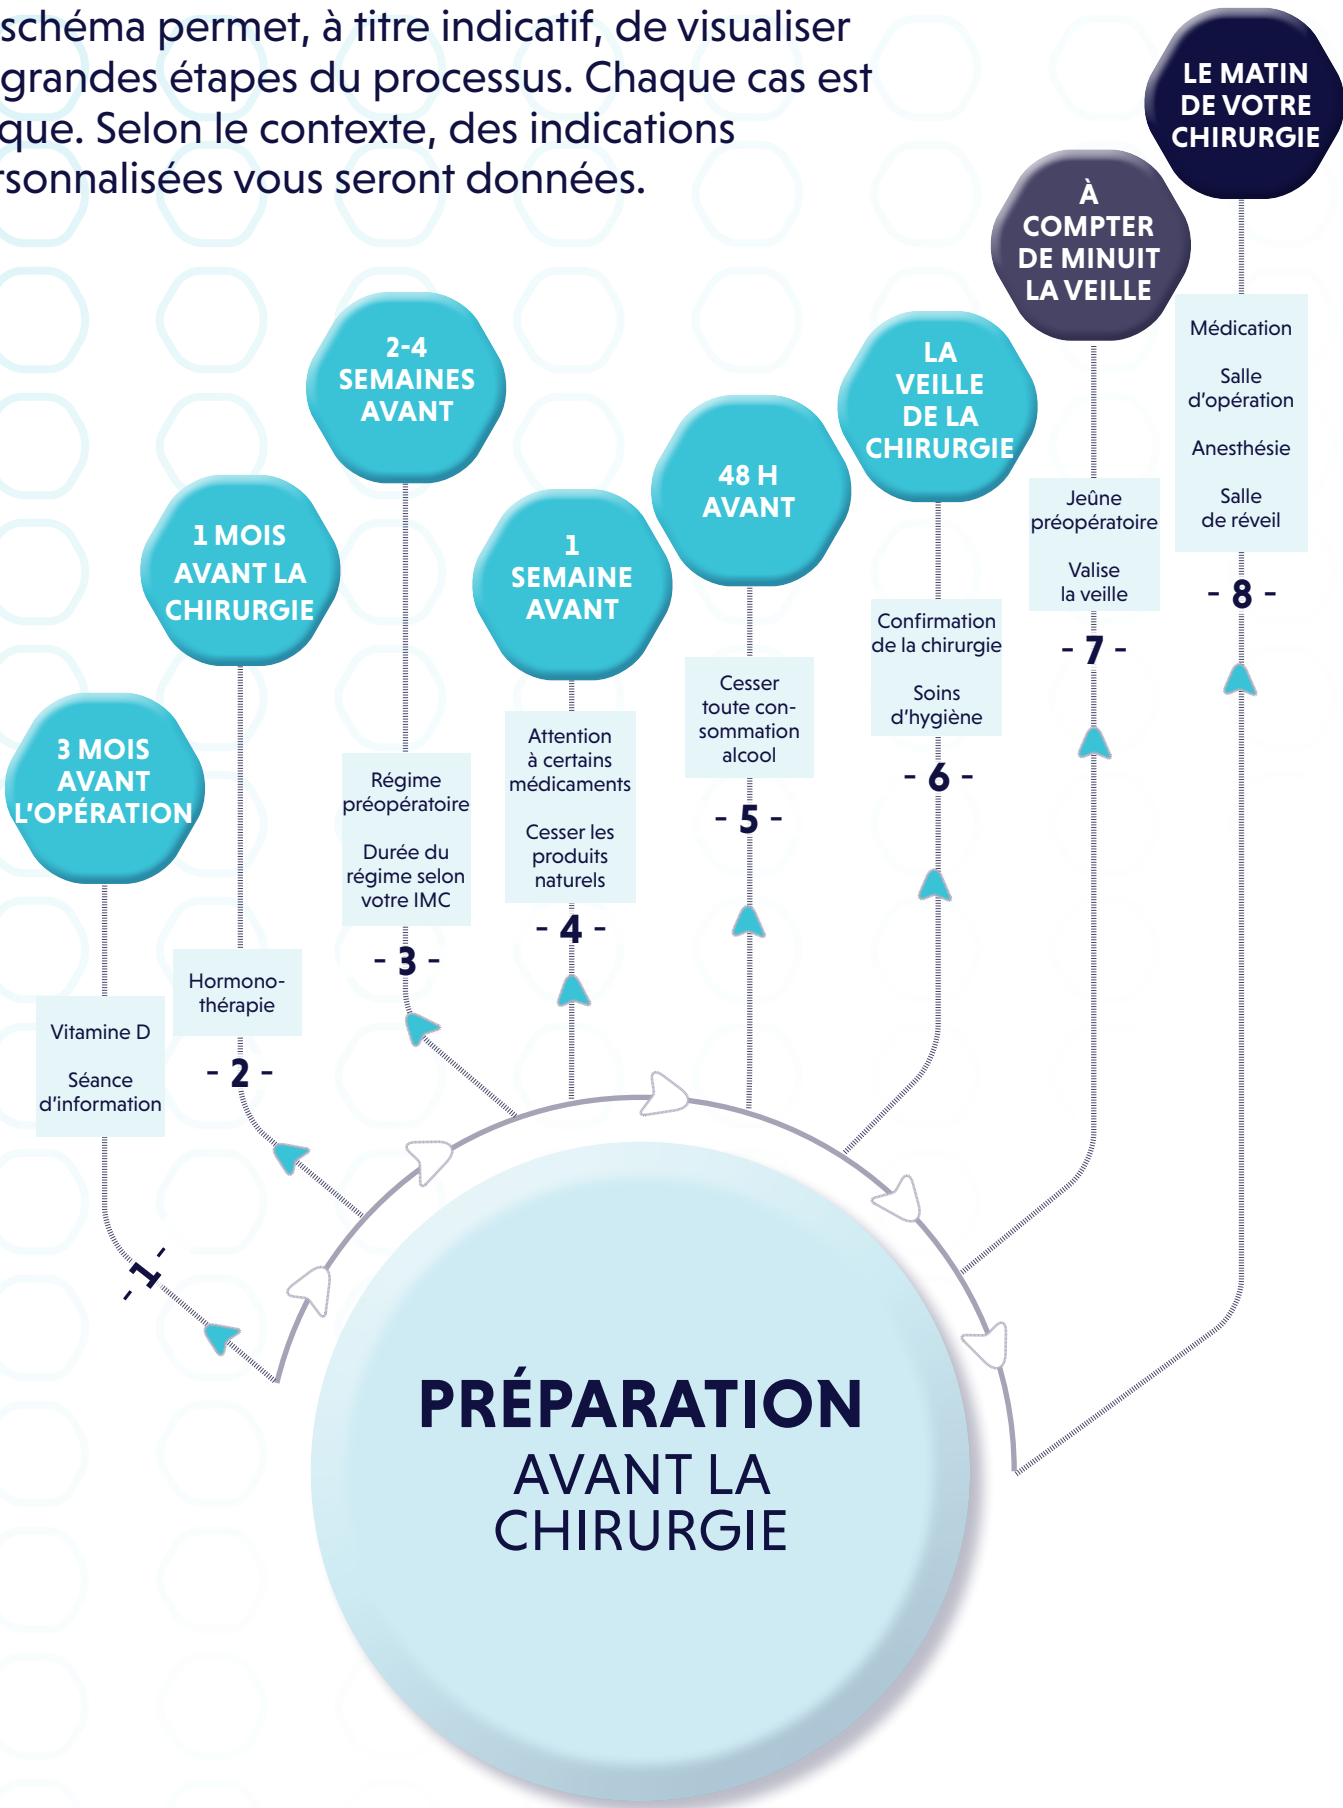 schéma permet, à titre indicatif, de visualiser
grandes étapes du processus. Chaque cas est
que. Selon le contexte, des indications
rsonnalisées vous seront données.
3 MOIS
AVANT
L'OPÉRATION
Vitamine D
Séance
d'information
- 1 -
1 MOIS
AVANT LA
CHIRURGIE
Hormono-
thérapie
- 2 -
2-4
SEMAINES
AVANT
Régime
préopératoire
Durée du
régime selon
votre IMC
- 3 -
1
SEMAINE
AVANT
Attention
à certains
médicaments
Cesser les
produits
naturels
- 4 -
48 H
AVANT
Cesser
toute con-
sommation
alcool
- 5 -
LA
VEILLE
DE LA
CHIRURGIE
Confirmation
de la chirurgie
Soins
d'hygiène
- 6 -
À
COMPTER
DE MINUIT
LA VEILLE
Jeûne
préopératoire
Valise
la veille
- 7 -
LE MATIN
DE VOTRE
CHIRURGIE
Médication
Salle
d'opération
Anesthésie
Salle
de réveil
- 8 -
PRÉPARATION
AVANT LA
CHIRURGIE